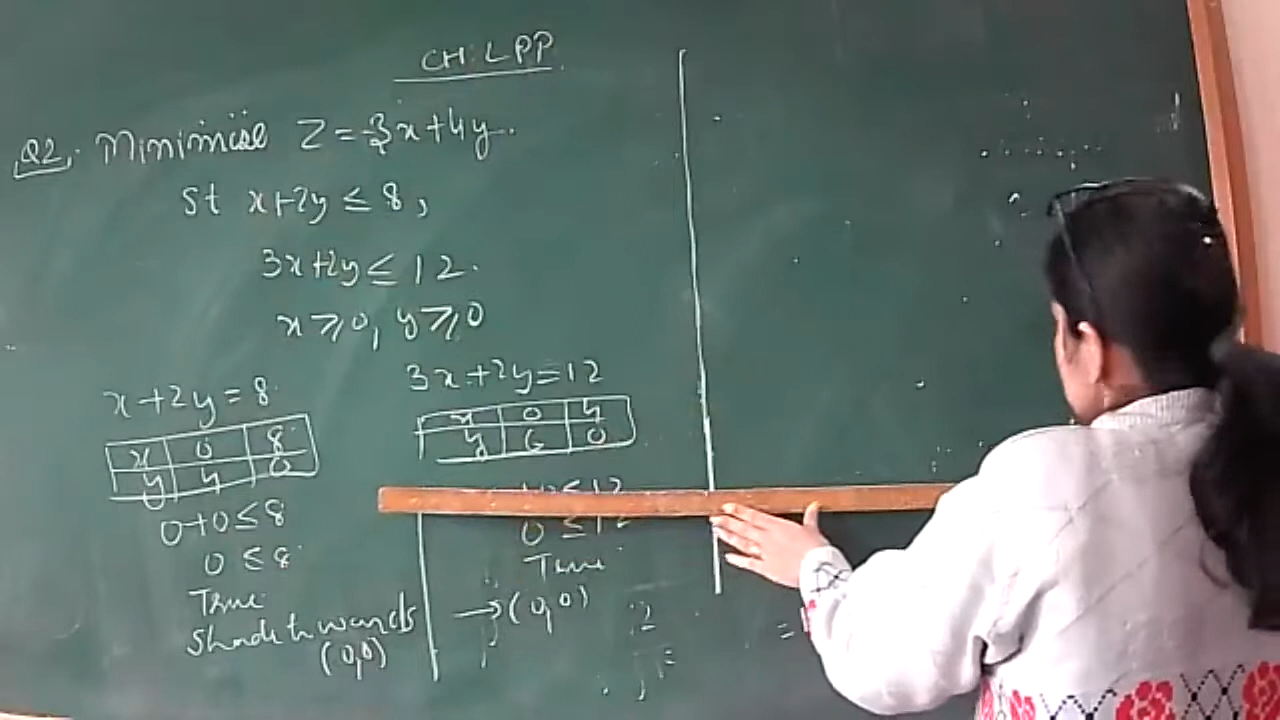 CH: LPP
Q2. Minimise Z = -3x+4y.
St x+2y ≤ 8,
3x+2y ≤ 12.
x ≥ 0, y ≥ 0
x+2y=8
x 0 8
y 4 0
0+0 ≤ 8
0 ≤ 8
True
Shade towards
(0,0)
3x+2y=12
x 0 4
y 6 0
≤ 12
0 ≤ 12
True
→(0,0)